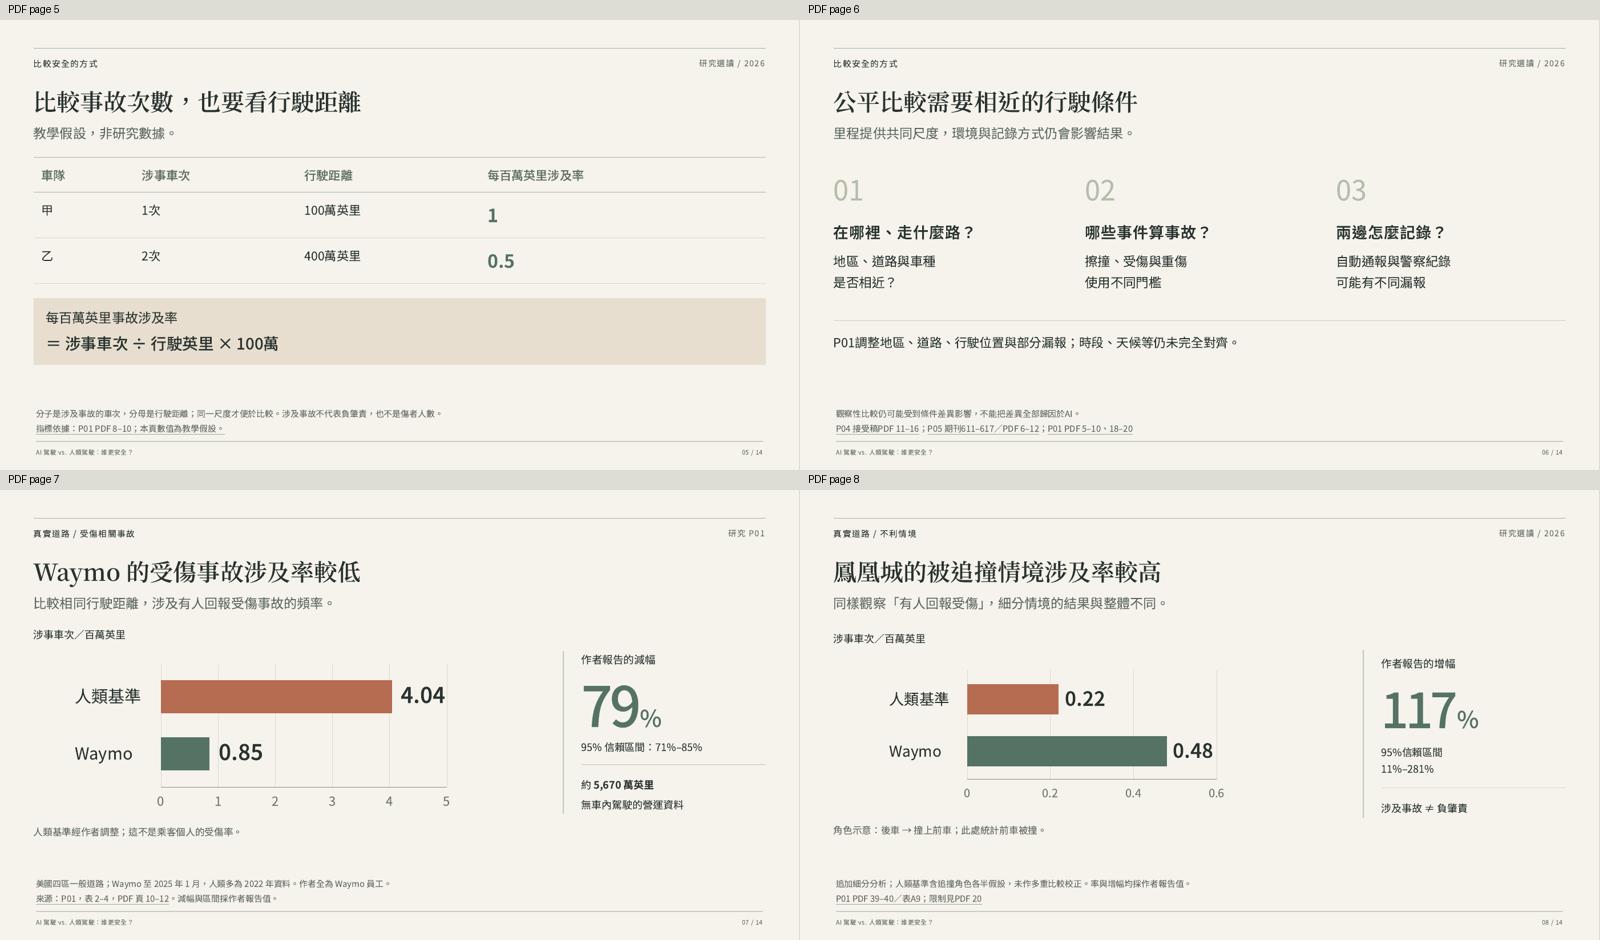 PDF page 5
比較安全的方式
研究選讀 / 2026
比較事故次數，也要看行駛距離
教學假設，非研究數據。
車隊 涉事車次 行駛距離 每百萬英里涉及率
甲 1次 100萬英里 1
乙 2次 400萬英里 0.5
每百萬英里事故涉及率
＝ 涉事車次 ÷ 行駛英里 × 100萬
分子是涉及事故的車次，分母是行駛距離；同一尺度才便於比較。涉及事故不代表負肇責，也不是傷者人數。
指標依據：P01 PDF 8–10；本頁數值為教學假設。
AI 駕駛 vs. 人類駕駛：誰更安全？
05 / 14
PDF page 6
比較安全的方式
研究選讀 / 2026
公平比較需要相近的行駛條件
里程提供共同尺度，環境與記錄方式仍會影響結果。
01
在哪裡、走什麼路？
地區、道路與車種
是否相近？
02
哪些事件算事故？
擦撞、受傷與重傷
使用不同門檻
03
兩邊怎麼記錄？
自動通報與警察紀錄
可能有不同漏報
P01調整地區、道路、行駛位置與部分漏報；時段、天候等仍未完全對齊。
觀察性比較仍可能受到條件差異影響，不能把差異全部歸因於AI。
P04 接受稿PDF 11–16；P05 期刊611–617／PDF 6–12；P01 PDF 5–10、18–20
AI 駕駛 vs. 人類駕駛：誰更安全？
06 / 14
PDF page 7
真實道路 / 受傷相關事故
研究 P01
Waymo 的受傷事故涉及率較低
比較相同行駛距離，涉及有人回報受傷事故的頻率。
涉事車次／百萬英里
人類基準 4.04
Waymo 0.85
0 1 2 3 4 5
人類基準經作者調整；這不是乘客個人的受傷率。
作者報告的減幅
79%
95% 信賴區間：71%–85%
約 5,670 萬英里
無車內駕駛的營運資料
美國四區一般道路；Waymo 至 2025 年 1 月，人類多為 2022 年資料。作者全為 Waymo 員工。
來源：P01，表 2–4，PDF 頁 10–12。減幅與區間採作者報告值。
AI 駕駛 vs. 人類駕駛：誰更安全？
07 / 14
PDF page 8
真實道路 / 不利情境
研究選讀 / 2026
鳳凰城的被追撞情境涉及率較高
同樣觀察「有人回報受傷」，細分情境的結果與整體不同。
涉事車次／百萬英里
人類基準 0.22
Waymo 0.48
0 0.2 0.4 0.6
角色示意：後車 → 撞上前車；此處統計前車被撞。
作者報告的增幅
117%
95%信賴區間
11%–281%
涉及事故 ≠ 負肇責
追加細分分析；人類基準含追撞角色各半假設，未作多重比較校正。率與增幅均採作者報告值。
P01 PDF 39–40／表A9；限制見PDF 20
AI 駕駛 vs. 人類駕駛：誰更安全？
08 / 14